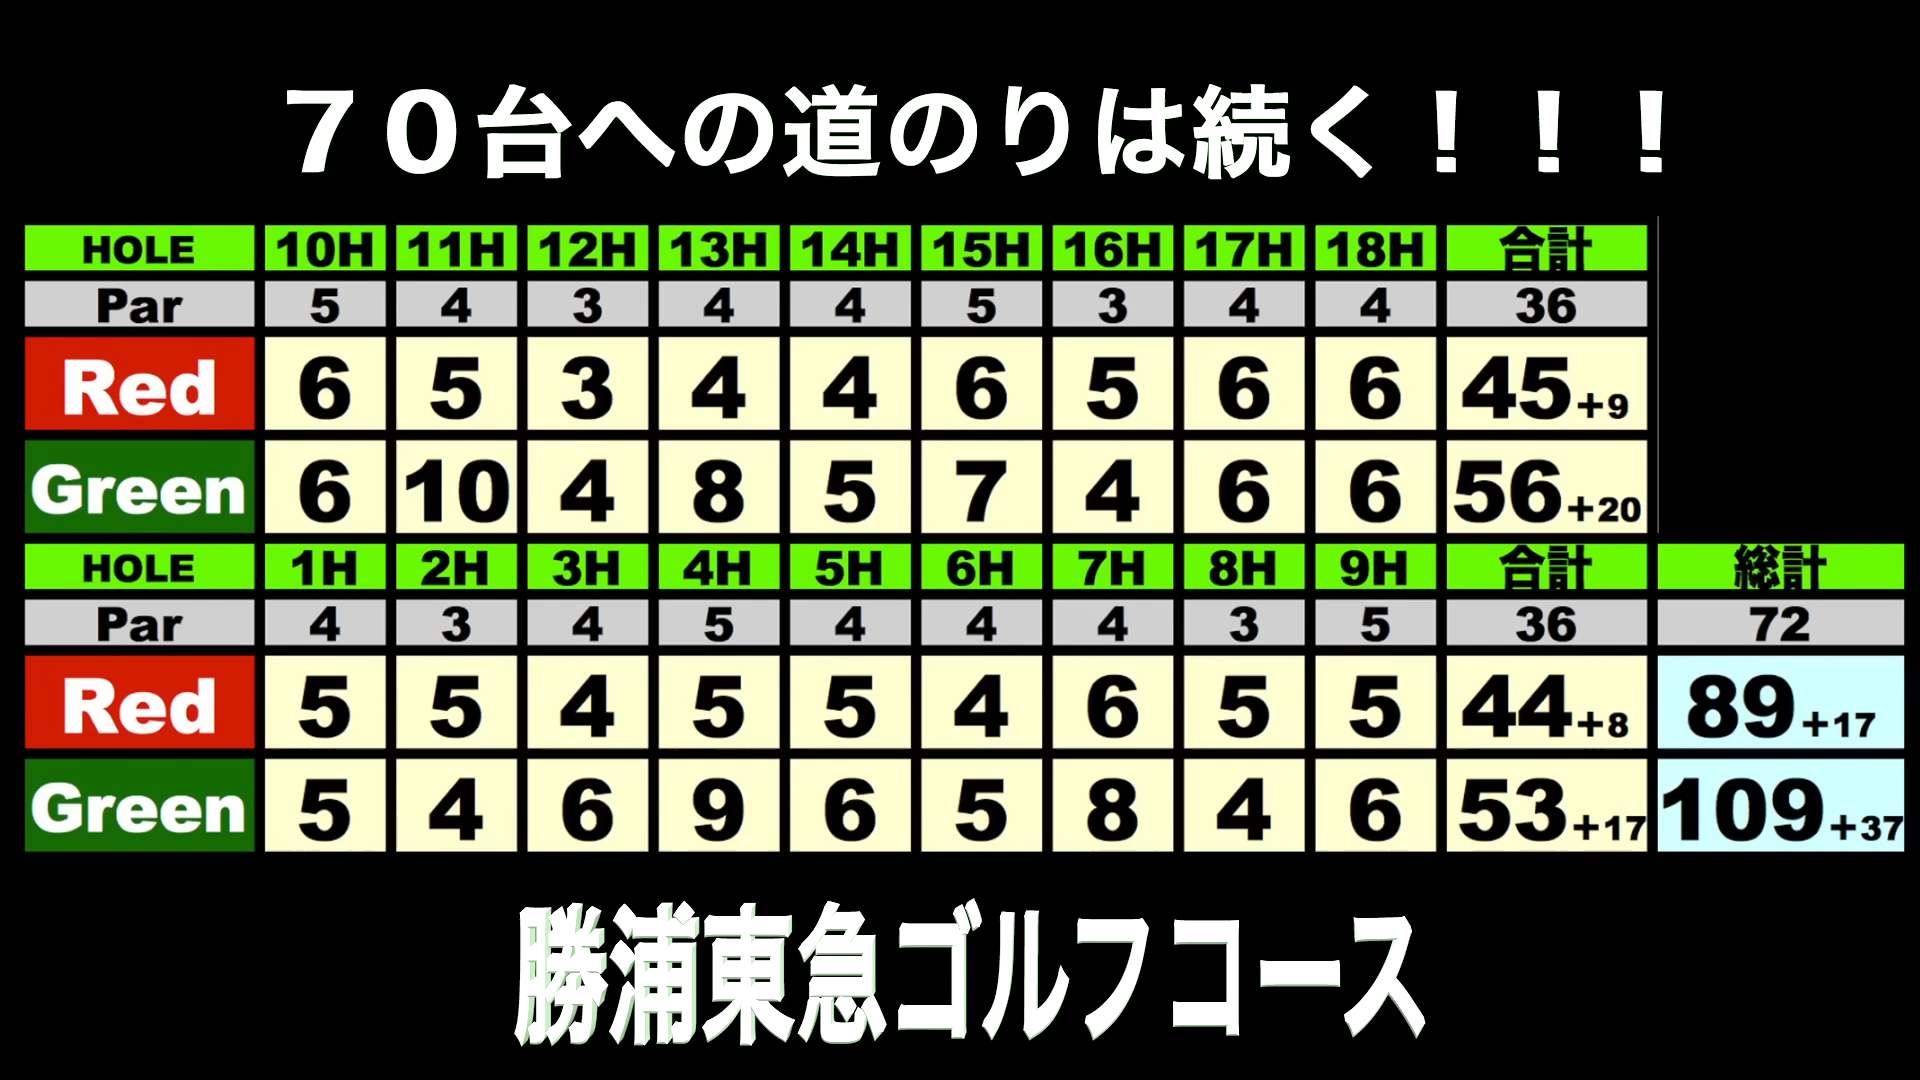 ７０台への道のりは続く！！！
HOLE 10H 11H 12H 13H 14H 15H 16H 17H 18H 合計
Par 5 4 3 4 4 5 3 4 4 36
Red 6 5 3 4 4 6 5 6 6 45+9
Green 6 10 4 8 5 7 4 6 6 56+20
HOLE 1H 2H 3H 4H 5H 6H 7H 8H 9H 合計 総計
Par 4 3 4 5 4 4 4 3 5 36 72
Red 5 5 4 5 5 4 6 5 5 44+8 89+17
Green 5 4 6 9 6 5 8 4 6 53+17 109+37
勝浦東急ゴルフコース